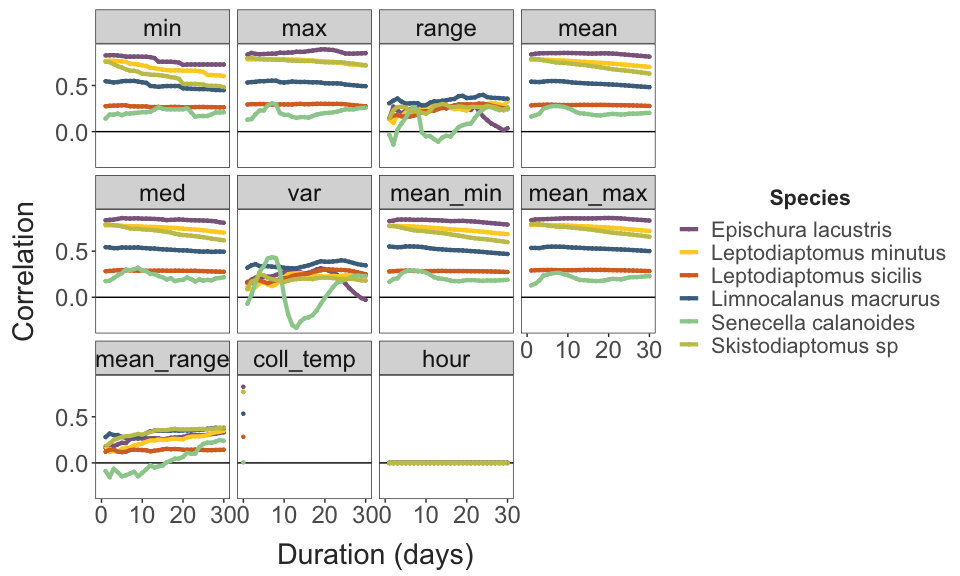 min max range mean
0.5
0.0
med var mean_min mean_max
0.5
0.0
0 10 20 30
mean_range coll_temp hour
0.5
0.0
0 10 20 30 0 10 20 30 0 10 20 30
Correlation
Duration (days)
Species
Epischura lacustris
Leptodiaptomus minutus
Leptodiaptomus sicilis
Limnocalanus macrurus
Senecella calanoides
Skistodiaptomus sp